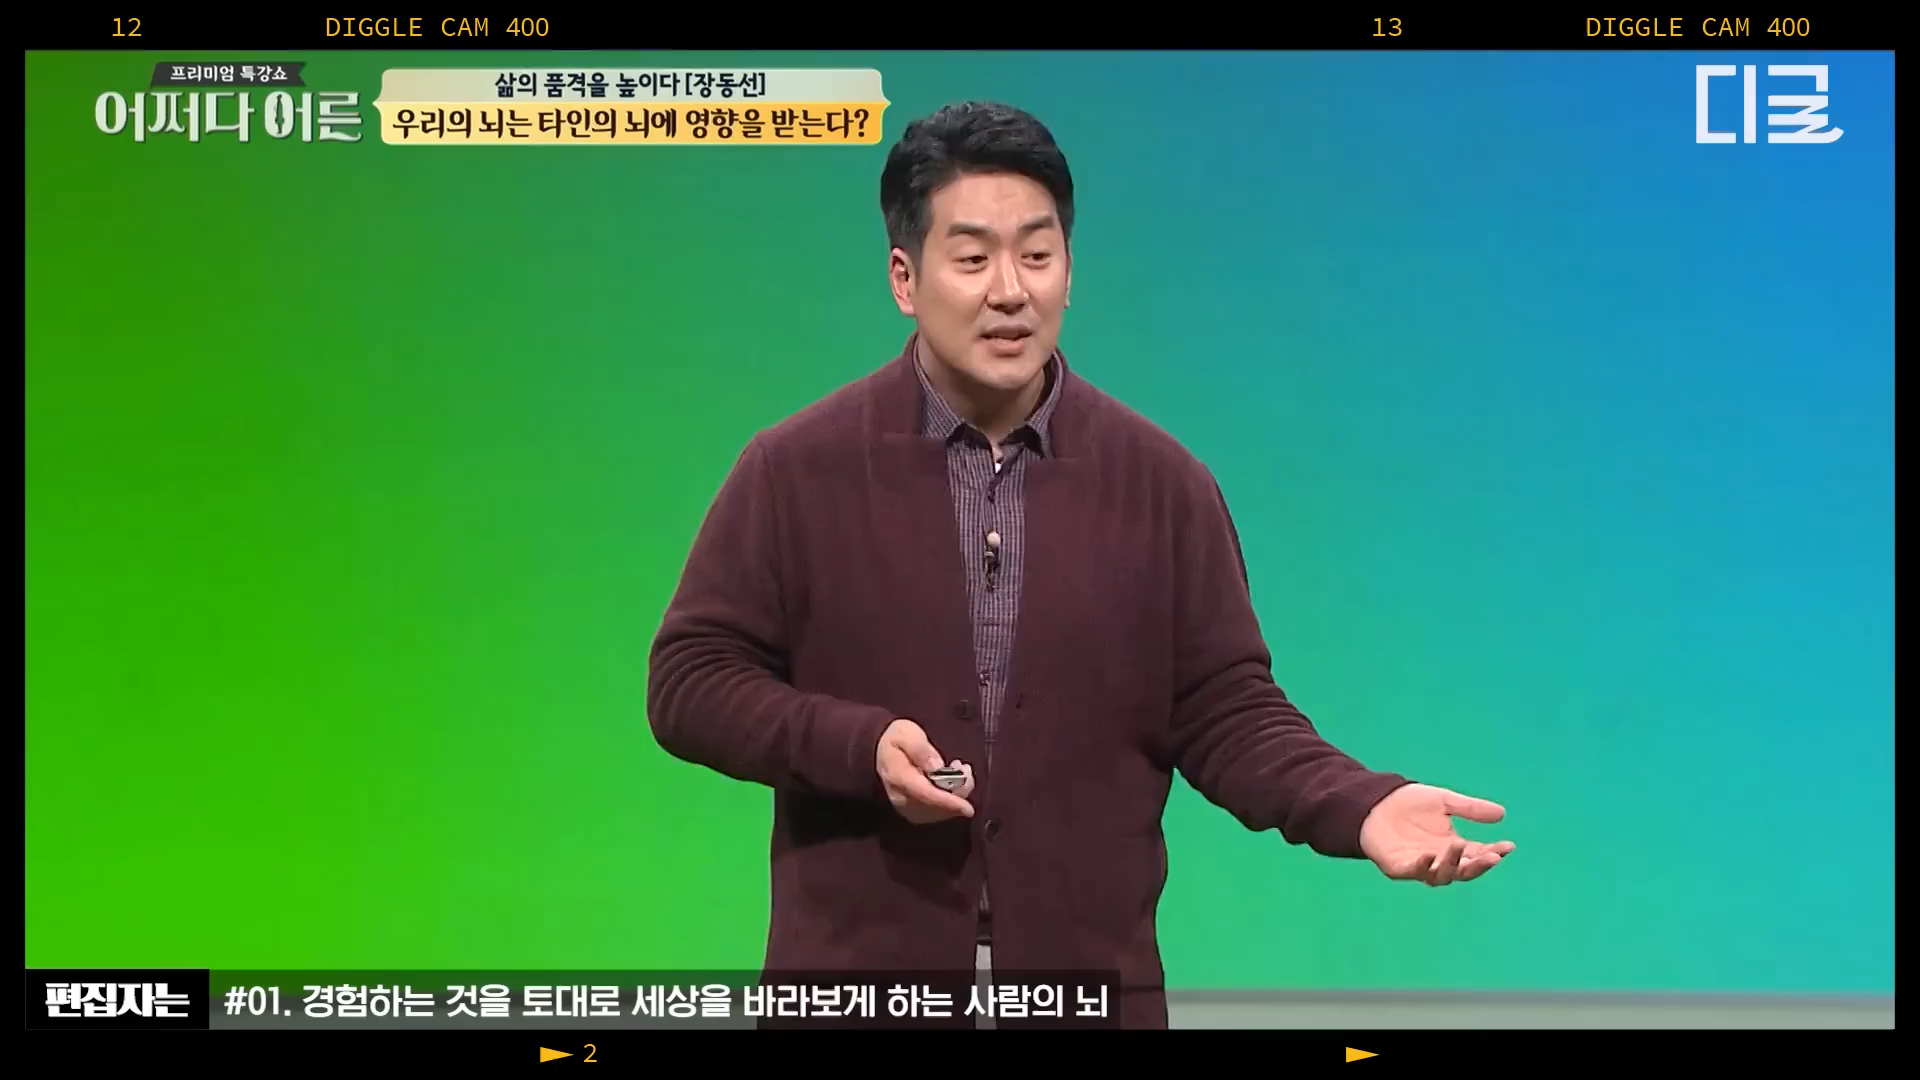 12
DIGGLE CAM 400
13
DIGGLE CAM 400
프리미엄 특강쇼
어쩌다 어른
삶의 품격을 높이다 [장동선]
우리의 뇌는 타인의 뇌에 영향을 받는다?
디글
편집자는
#01. 경험하는 것을 토대로 세상을 바라보게 하는 사람의 뇌
2